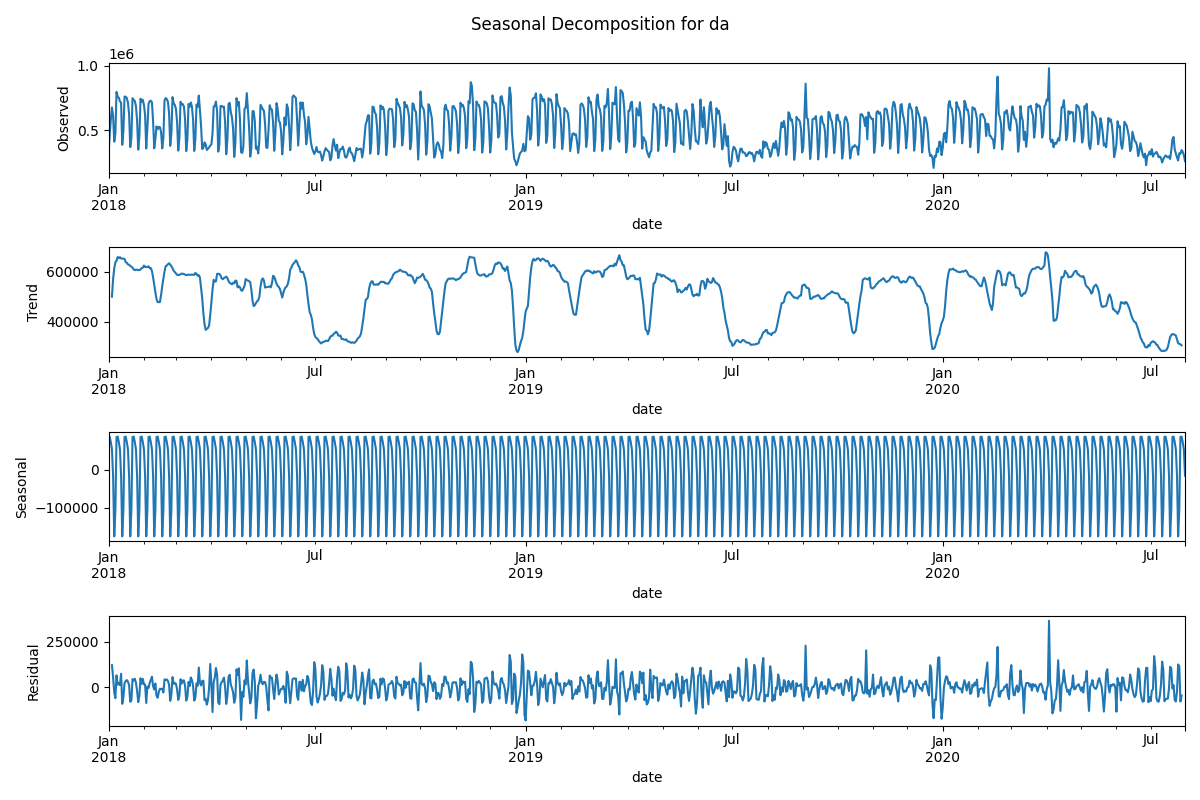 Seasonal Decomposition for da
1e6
1.0
0.5
Observed
Jan
2018
Jul
Jan
2019
Jul
Jan
2020
Jul
date
600000
400000
Trend
Jan
2018
Jul
Jan
2019
Jul
Jan
2020
Jul
date
0
−100000
Seasonal
Jan
2018
Jul
Jan
2019
Jul
Jan
2020
Jul
date
250000
0
Residual
Jan
2018
Jul
Jan
2019
Jul
Jan
2020
Jul
date